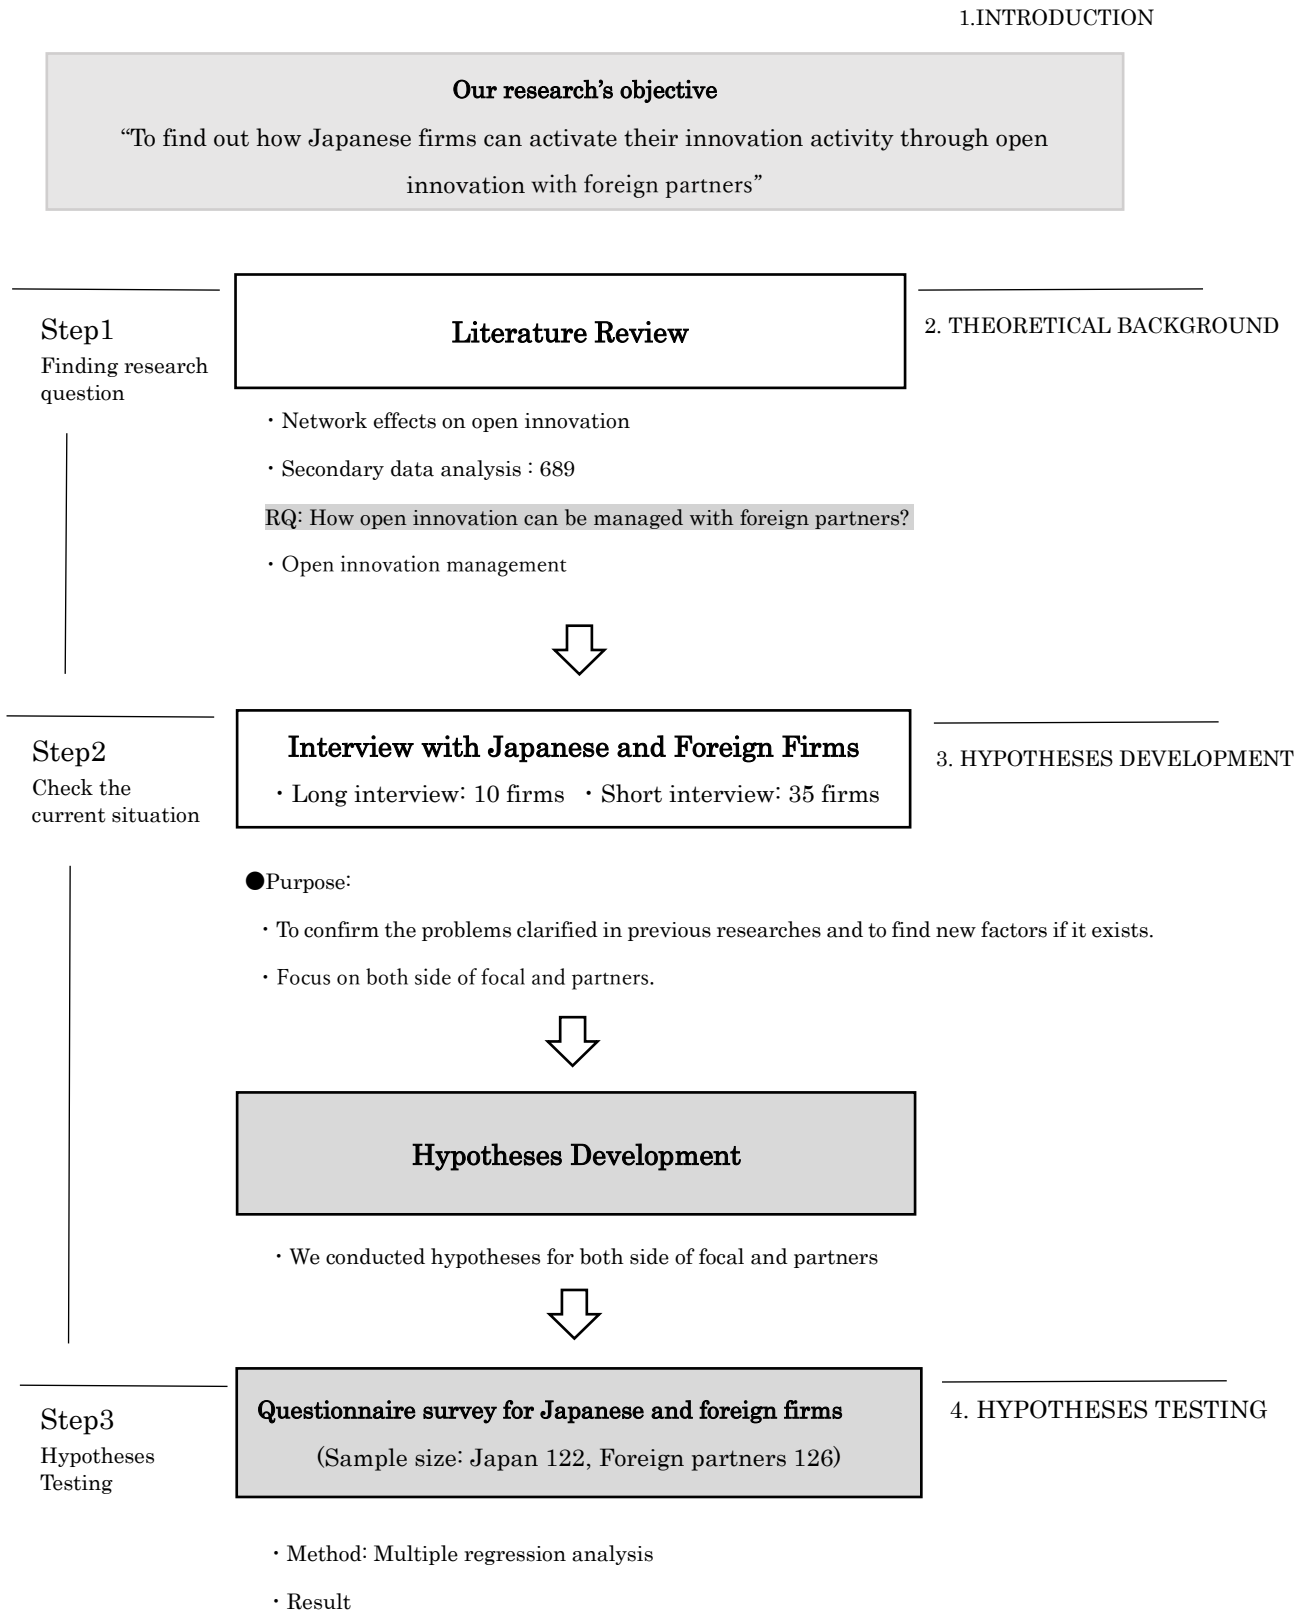 1.INTRODUCTION
Our research’s objective
“To find out how Japanese firms can activate their innovation activity through open
innovation with foreign partners”
Step1
Finding research
question
Literature Review
2. THEORETICAL BACKGROUND
・Network effects on open innovation
・Secondary data analysis：689
RQ: How open innovation can be managed with foreign partners?
・Open innovation management
Step2
Check the
current situation
Interview with Japanese and Foreign Firms
・Long interview: 10 firms ・Short interview: 35 firms
3. HYPOTHESES DEVELOPMENT
●Purpose:
・To confirm the problems clarified in previous researches and to find new factors if it exists.
・Focus on both side of focal and partners.
Hypotheses Development
・We conducted hypotheses for both side of focal and partners
Step3
Hypotheses
Testing
Questionnaire survey for Japanese and foreign firms
(Sample size: Japan 122, Foreign partners 126)
4. HYPOTHESES TESTING
・Method: Multiple regression analysis
・Result